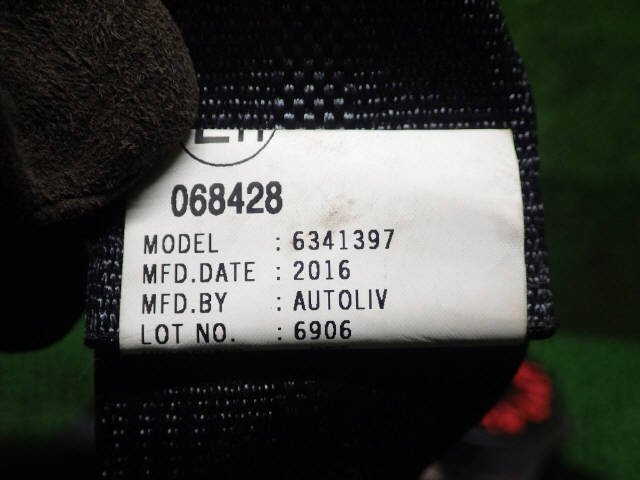 068428
MODEL : 6341397
MFD.DATE : 2016
MFD.BY : AUTOLIV
LOT NO. : 6906